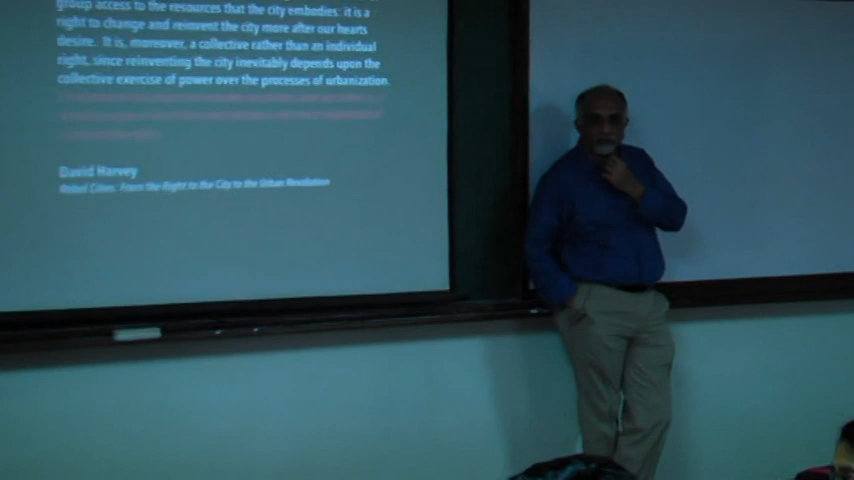 group access to the resources that the city embodies: it is a
right to change and reinvent the city more after our hearts
desire. It is, moreover, a collective rather than an individual
right, since reinventing the city inevitably depends upon the
collective exercise of power over the processes of urbanization.
David Harvey
Rebel Cities: From the Right to the City to the Urban Revolution